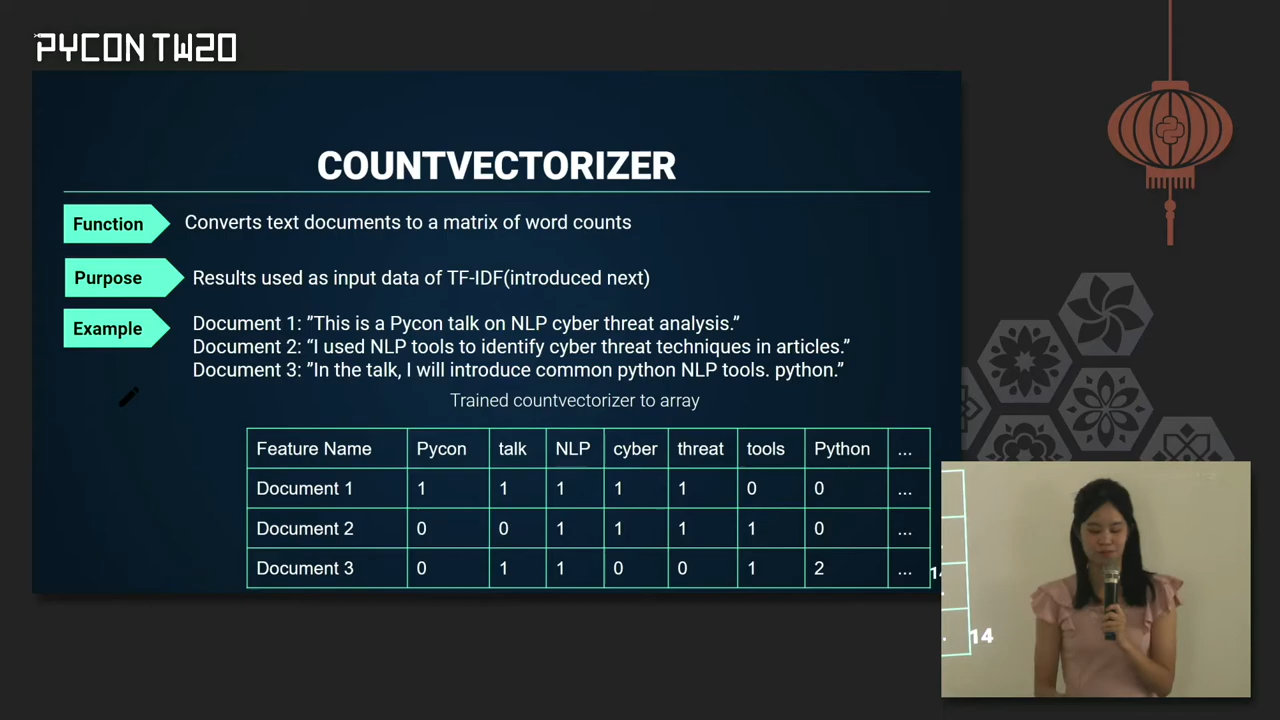 PYCON TW20
COUNTVECTORIZER
Function
Converts text documents to a matrix of word counts
Purpose
Results used as input data of TF-IDF(introduced next)
Example
Document 1: ”This is a Pycon talk on NLP cyber threat analysis.”
Document 2: “I used NLP tools to identify cyber threat techniques in articles.”
Document 3: ”In the talk, I will introduce common python NLP tools. python.”
Trained countvectorizer to array
Feature Name Pycon talk NLP cyber threat tools Python ...
Document 1 1 1 1 1 1 0 0 ...
Document 2 0 0 1 1 1 1 0 ...
Document 3 0 1 1 0 0 1 2 ...
14